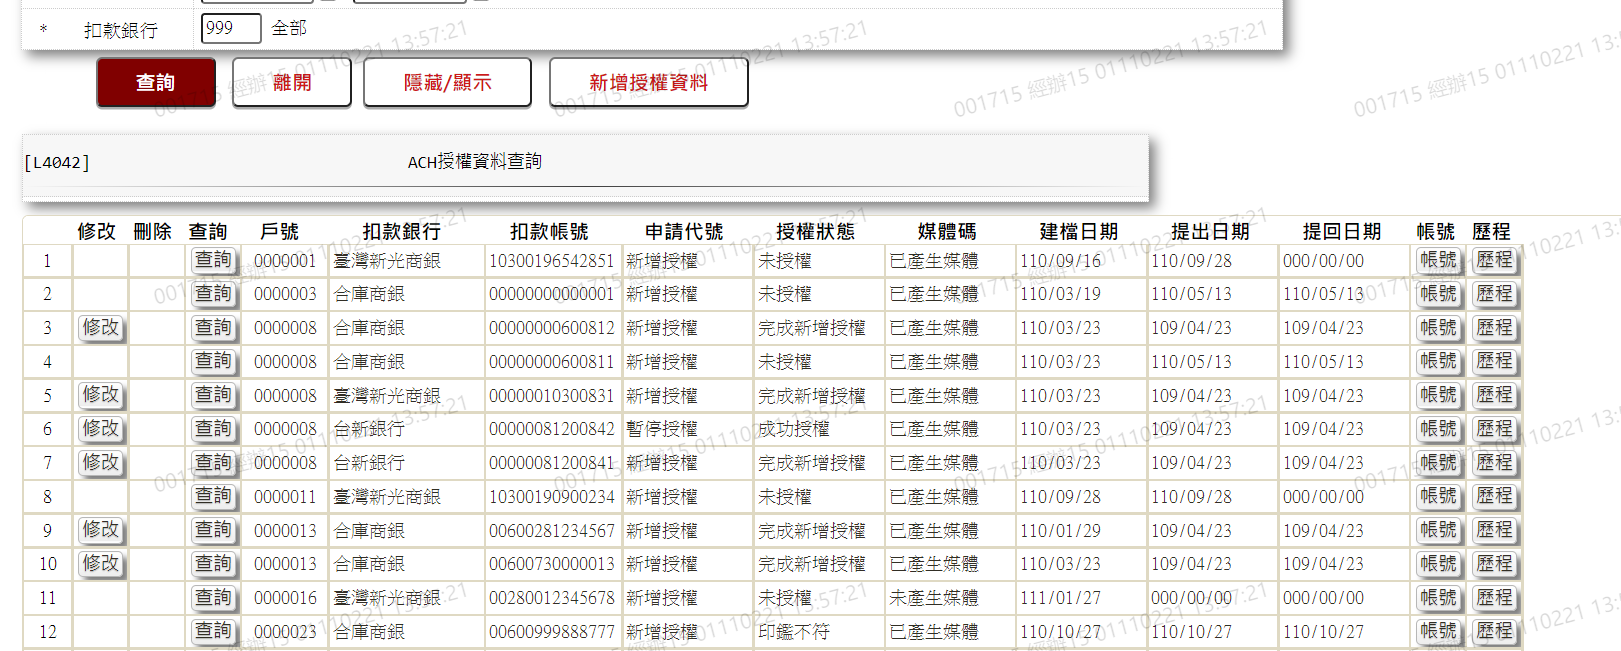 * 扣款銀行 999 全部
查詢 離開 隱藏/顯示 新增授權資料
[L4042] ACH授權資料查詢
修改 刪除 查詢 戶號 扣款銀行 扣款帳號 申請代號 授權狀態 媒體碼 建檔日期 提出日期 提回日期 帳號 歷程
1 查詢 0000001 臺灣新光商銀 10300196542851 新增授權 未授權 已產生媒體 110/09/16 110/09/28 000/00/00 帳號 歷程
2 查詢 0000003 合庫商銀 00000000000001 新增授權 未授權 已產生媒體 110/03/19 110/05/13 110/05/13 帳號 歷程
3 修改 查詢 0000008 合庫商銀 00000000600812 新增授權 完成新增授權 已產生媒體 110/03/23 109/04/23 109/04/23 帳號 歷程
4 查詢 0000008 合庫商銀 00000000600811 新增授權 未授權 已產生媒體 110/03/23 110/05/13 110/05/13 帳號 歷程
5 修改 查詢 0000008 臺灣新光商銀 00000010300831 新增授權 完成新增授權 已產生媒體 110/03/23 109/04/23 109/04/23 帳號 歷程
6 修改 查詢 0000008 台新銀行 00000081200842 暫停授權 成功授權 已產生媒體 110/03/23 109/04/23 109/04/23 帳號 歷程
7 修改 查詢 0000008 台新銀行 00000081200841 新增授權 完成新增授權 已產生媒體 110/03/23 109/04/23 109/04/23 帳號 歷程
8 查詢 0000011 臺灣新光商銀 10300190900234 新增授權 未授權 已產生媒體 110/09/28 110/09/28 000/00/00 帳號 歷程
9 修改 查詢 0000013 合庫商銀 00600281234567 新增授權 完成新增授權 已產生媒體 110/01/29 109/04/23 109/04/23 帳號 歷程
10 修改 查詢 0000013 合庫商銀 00600730000013 新增授權 完成新增授權 已產生媒體 110/03/23 109/04/23 109/04/23 帳號 歷程
11 查詢 0000016 臺灣新光商銀 00280012345678 新增授權 未授權 未產生媒體 111/01/27 000/00/00 000/00/00 帳號 歷程
12 查詢 0000023 合庫商銀 00600999888777 新增授權 印鑑不符 已產生媒體 110/10/27 110/10/27 110/10/27 帳號 歷程
001715 經辦15 01110221 13:57:21